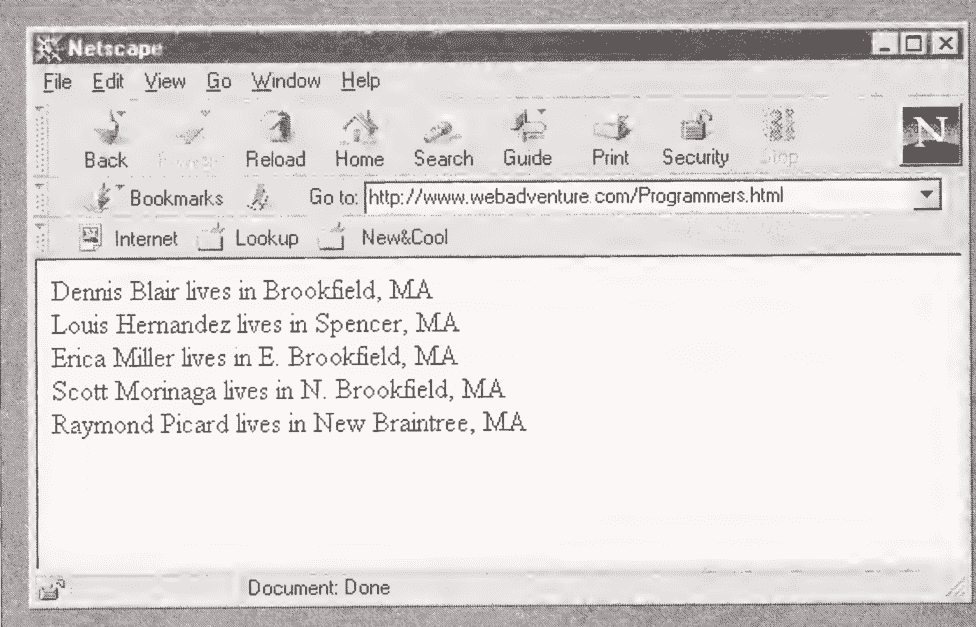 Netscape
File Edit View Go Window Help
Back Forward Reload Home Search Guide Print Security Stop
N
Bookmarks Go to: http://www.webadventure.com/Programmers.html
Internet Lookup New&Cool
Dennis Blair lives in Brookfield, MA
Louis Hernandez lives in Spencer, MA
Erica Miller lives in E. Brookfield, MA
Scott Morinaga lives in N. Brookfield, MA
Raymond Picard lives in New Braintree, MA
Document: Done